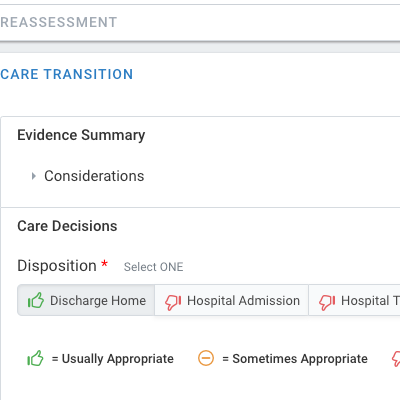 REASSESSMENT
CARE TRANSITION
Evidence Summary
Considerations
Care Decisions
Disposition * Select ONE
Discharge Home Hospital Admission Hospital T
= Usually Appropriate = Sometimes Appropriate